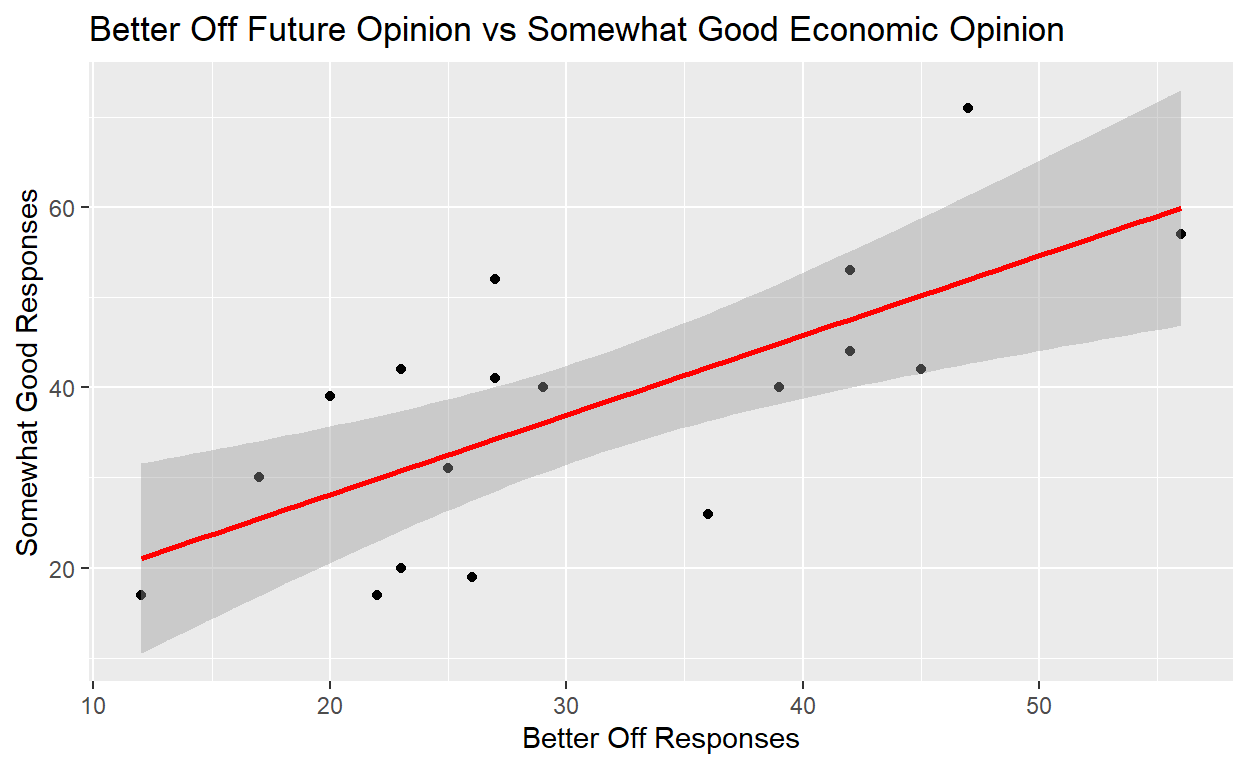 Better Off Future Opinion vs Somewhat Good Economic Opinion
Somewhat Good Responses
60
40
20
10 20 30 40 50
Better Off Responses